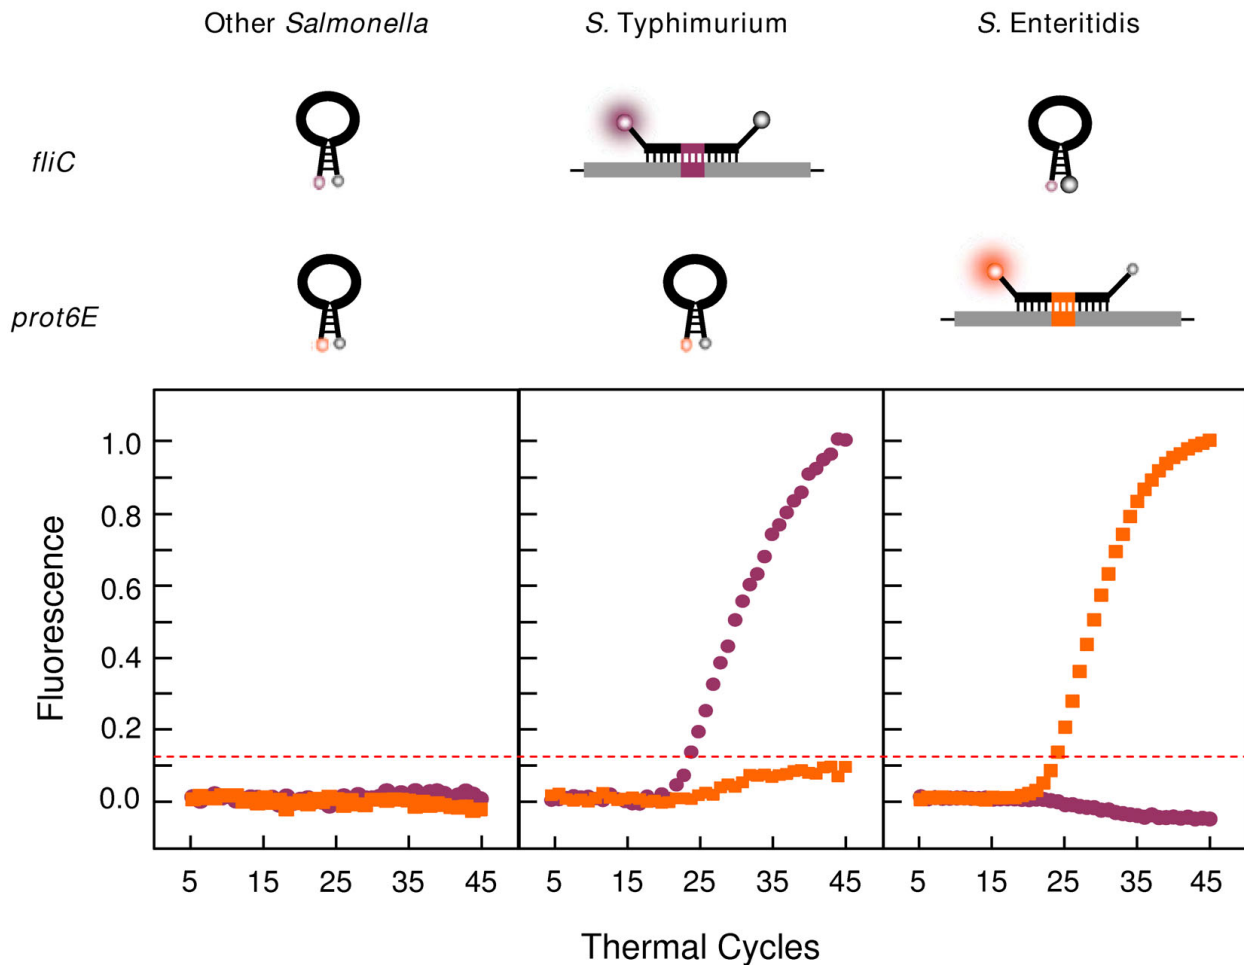 Other Salmonella S. Typhimurium S. Enteritidis
fliC
prot6E
1.0
0.8
0.6
0.4
0.2
0.0
Fluorescence
5 15 25 35 45 5 15 25 35 45 5 15 25 35 45
Thermal Cycles